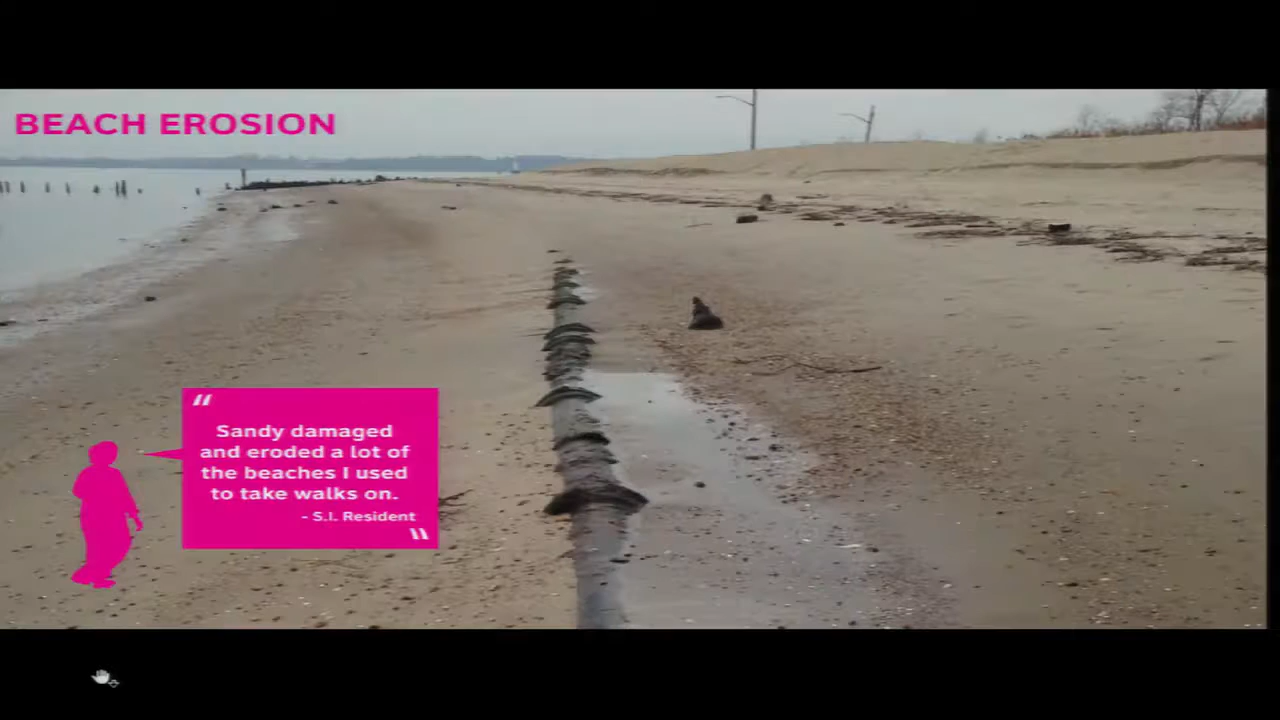 BEACH EROSION
“
Sandy damaged
and eroded a lot of
the beaches I used
to take walks on.
- S.I. Resident
”